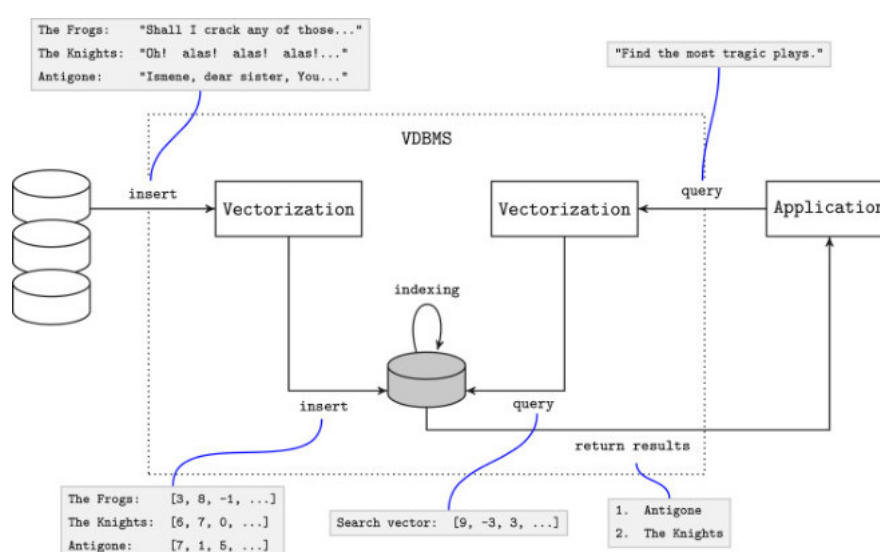 The Frogs: "Shall I crack any of those..."
The Knights: "Oh! alas! alas! alas!..."
Antigone: "Ismene, dear sister, You..."
"Find the most tragic plays."
VDBMS
insert
query
Vectorization
Vectorization
Application
indexing
insert
query
return results
The Frogs: [3, 8, -1, ...]
The Knights: [6, 7, 0, ...]
Antigone: [7, 1, 5, ...]
Search vector: [9, -3, 3, ...]
1. Antigone
2. The Knights